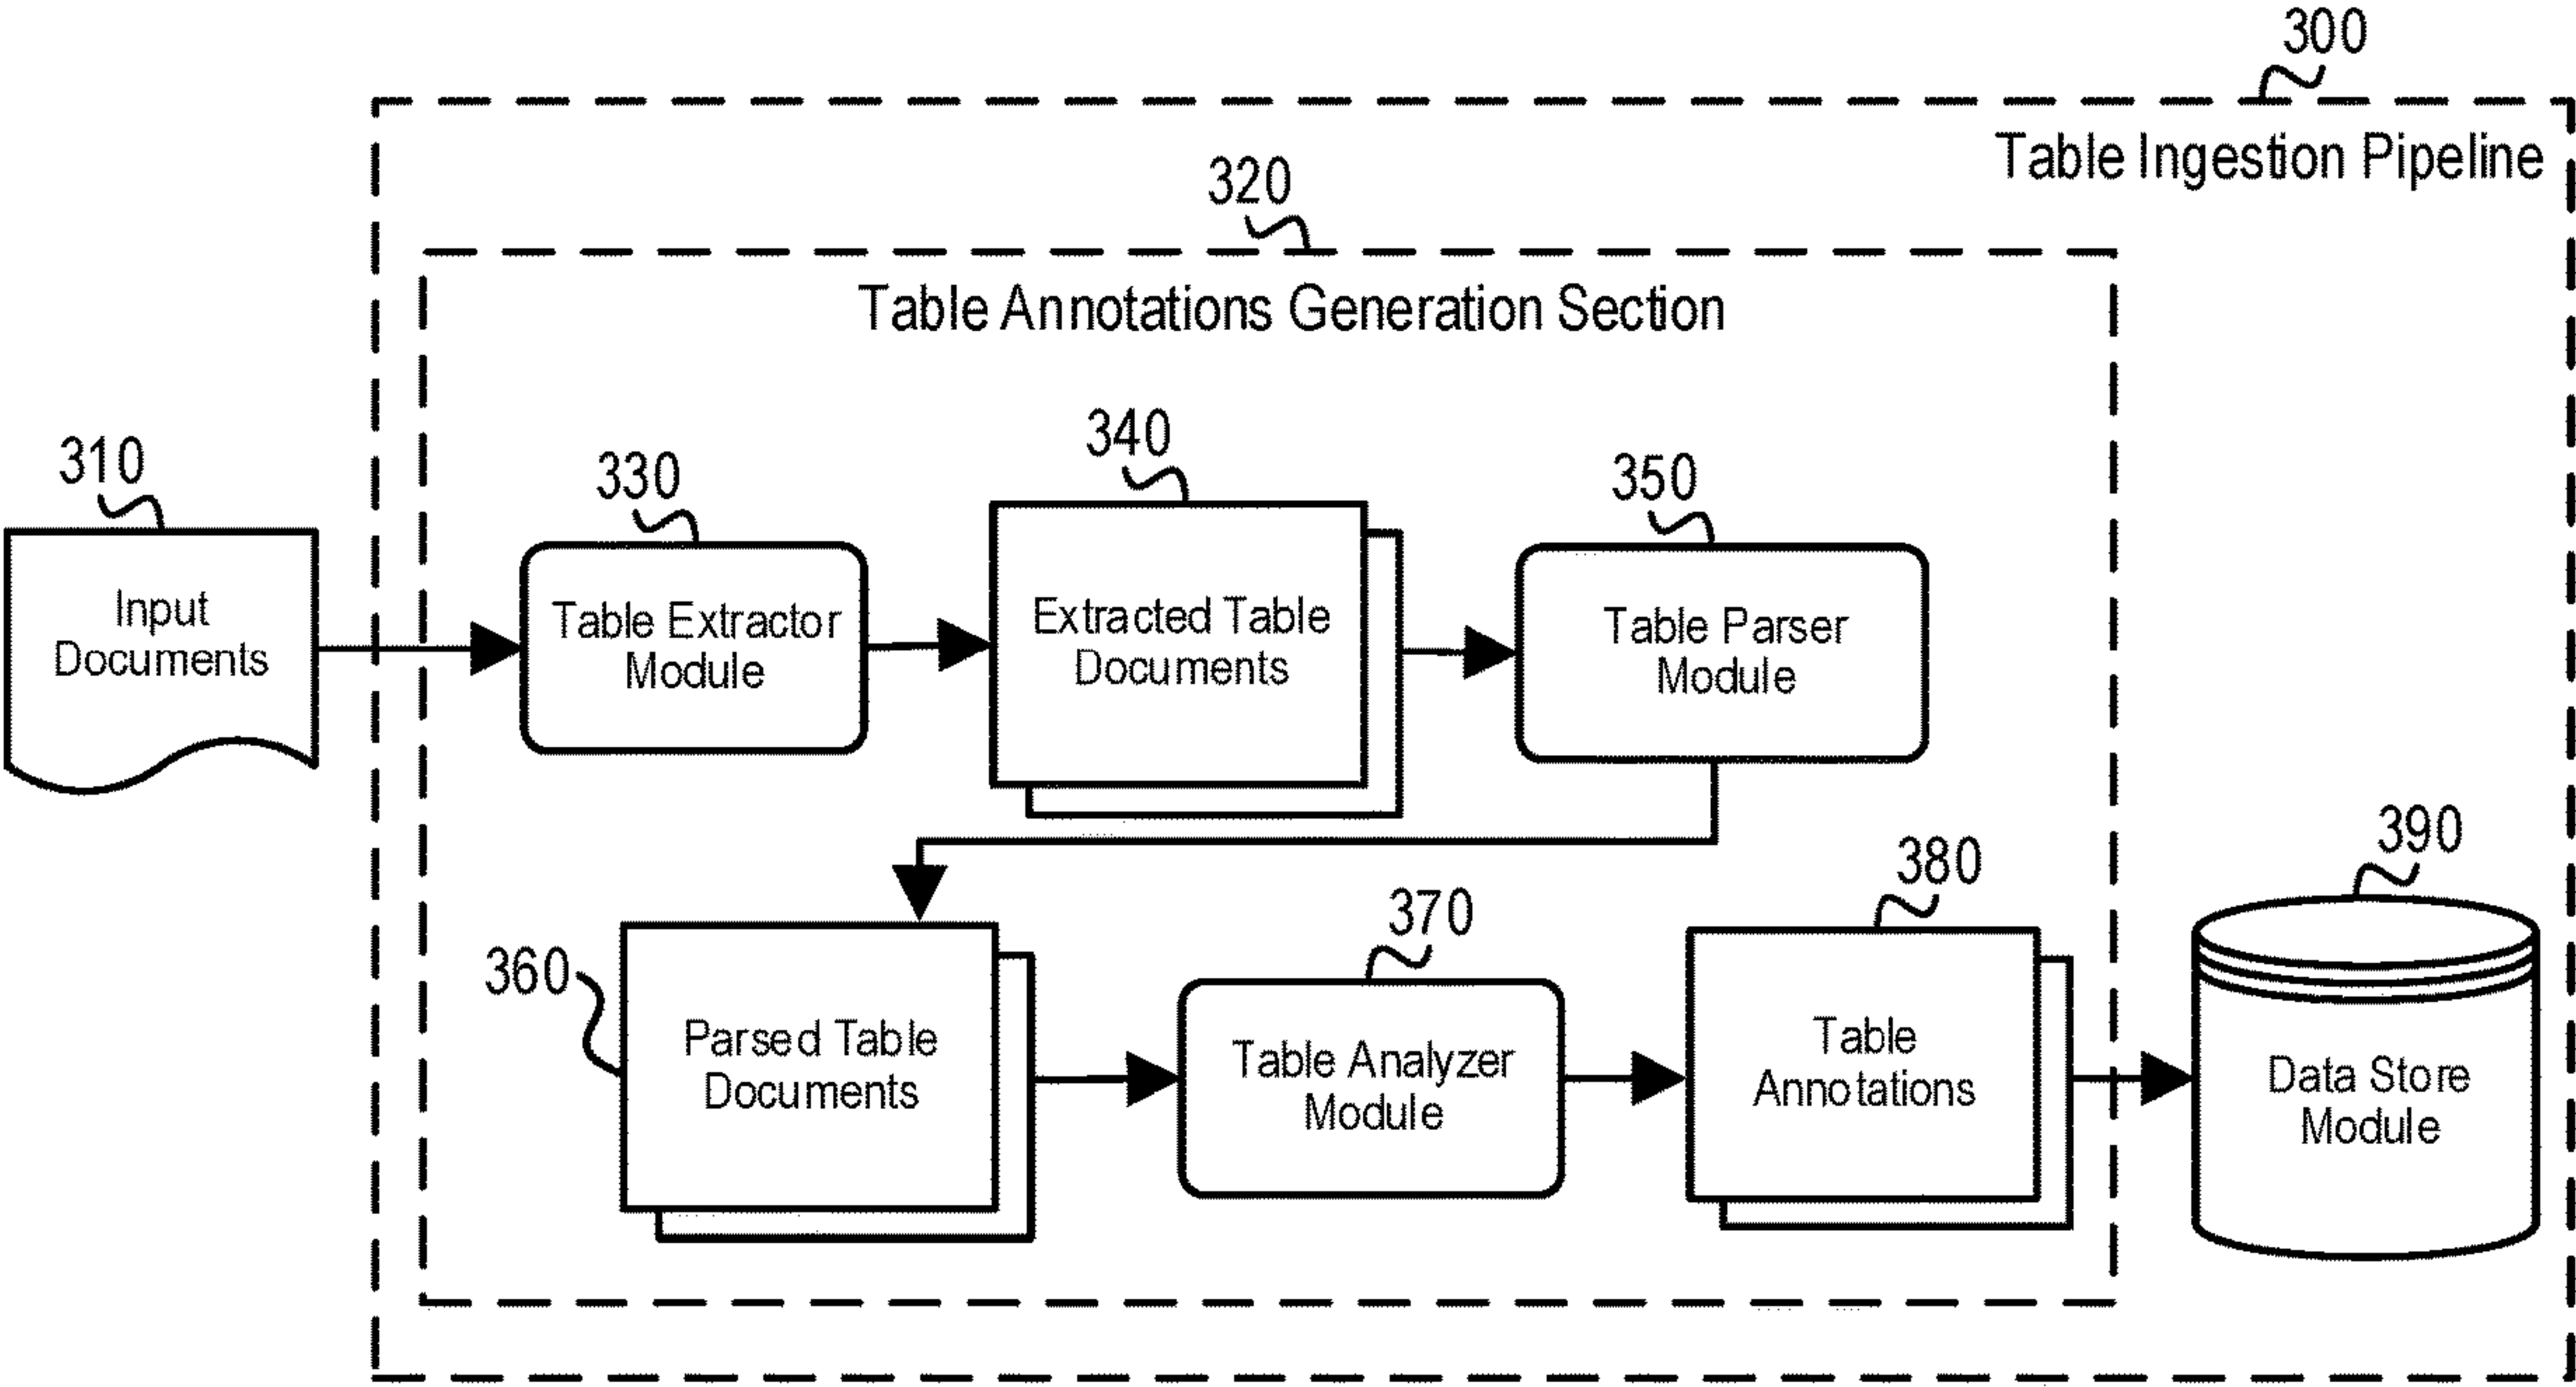 300
Table Ingestion Pipeline
320
Table Annotations Generation Section
310
Input
Documents
330
Table Extractor
Module
340
Extracted Table
Documents
350
Table Parser
Module
360
Parsed Table
Documents
370
Table Analyzer
Module
380
Table
Annotations
390
Data Store
Module